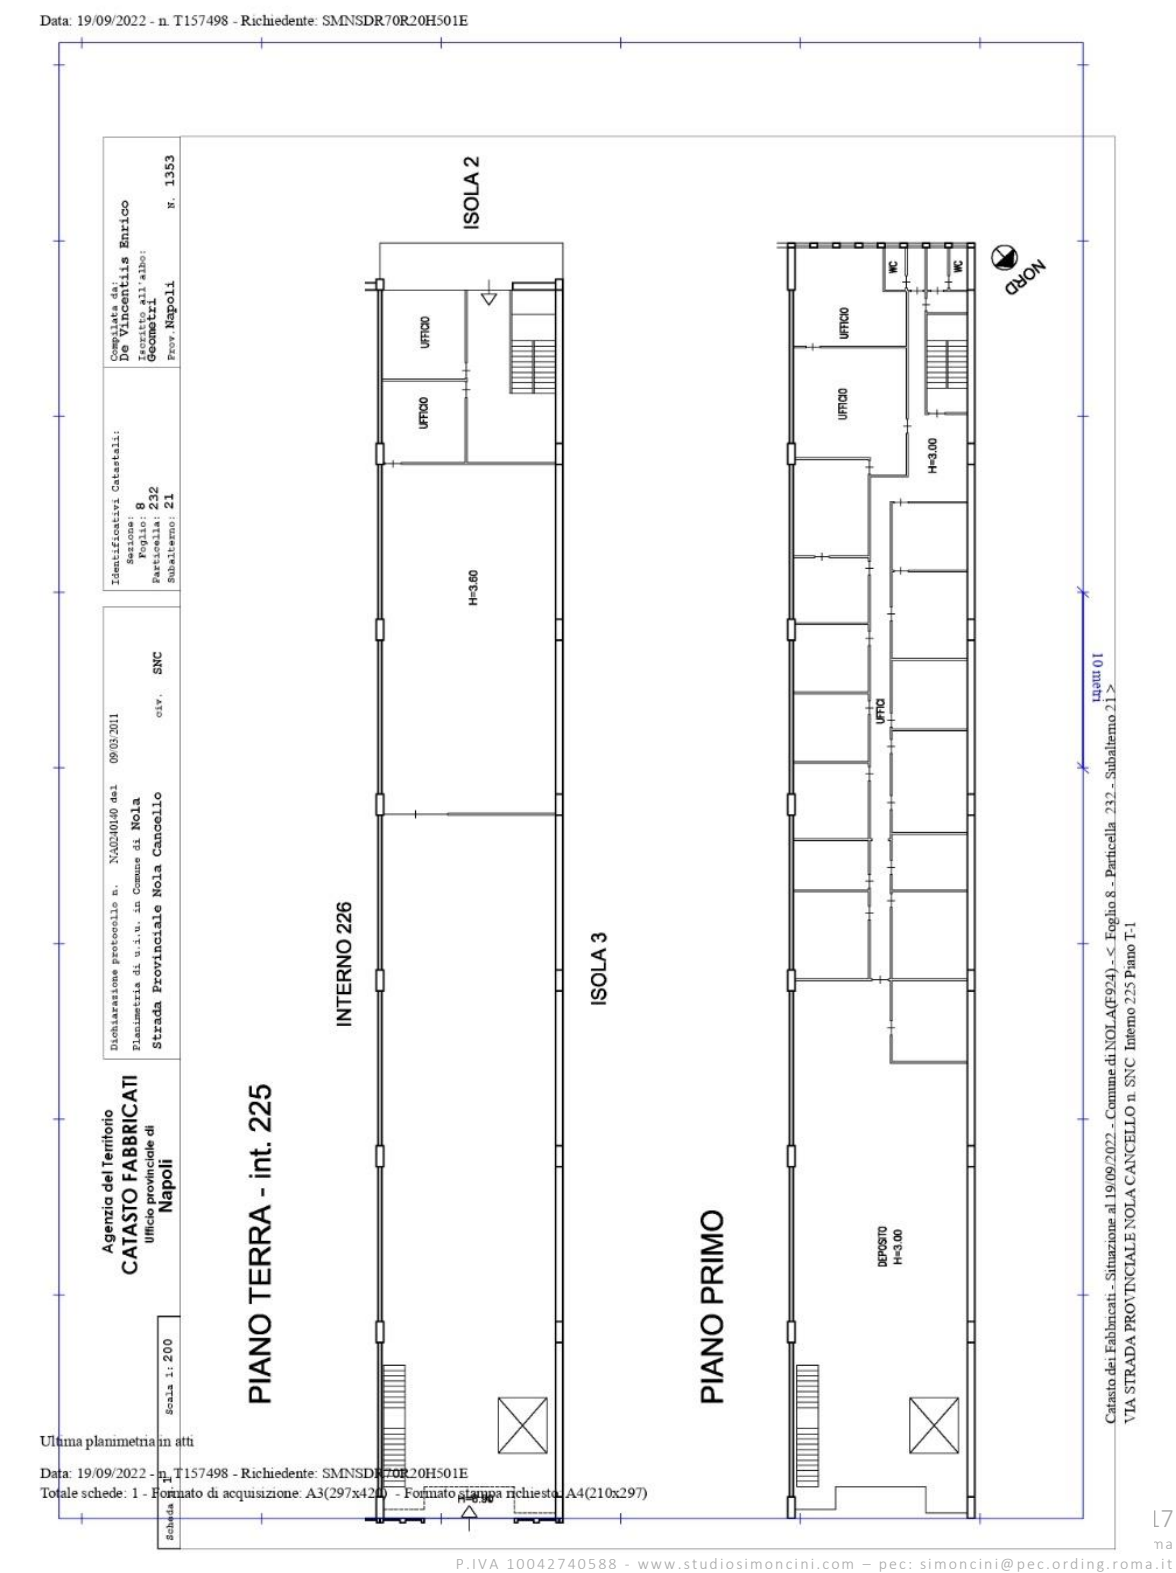 Data: 19/09/2022 - n. T157498 - Richiedente: SMNSDR70R20H501E
Agenzia del Territorio
CATASTO FABBRICATI
Ufficio provinciale di
Napoli
Dichiarazione protocollo n. NA0240140 del 09/03/2011
Planimetria di u.i.u. in Comune di Nola
Strada Provinciale Nola Cancello civ. SNC
Identificativi Catastali:
Sezione:
Foglio: 8
Particella: 232
Subalterno: 21
Compilata da:
De Vincentiis Enrico
Iscritto all'albo:
Geometri
Prov. Napoli N. 1353
Scheda n. 1 Scala 1: 200
PIANO TERRA - int. 225
INTERNO 226
ISOLA 2
ISOLA 3
UFFICIO
UFFICIO
H=3.60
H=6.90
PIANO PRIMO
UFFICIO
UFFICIO
WC
WC
H=3.00
UFFICI
DEPOSITO
H=3.00
NORD
10 metri
Catasto dei Fabbricati - Situazione al 19/09/2022 - Comune di NOLA(F924) - < Foglio 8 - Particella 232 - Subalterno 21 >
VIA STRADA PROVINCIALE NOLA CANCELLO n. SNC Interno 225 Piano T-1
Ultima planimetria in atti
Data: 19/09/2022 - n. T157498 - Richiedente: SMNSDR70R20H501E
Totale schede: 1 - Formato di acquisizione: A3(297x420) - Formato stampa richiesto: A4(210x297)
17
na
P.IVA 10042740588 - www.studiosimoncini.com – pec: simoncini@pec.ording.roma.it